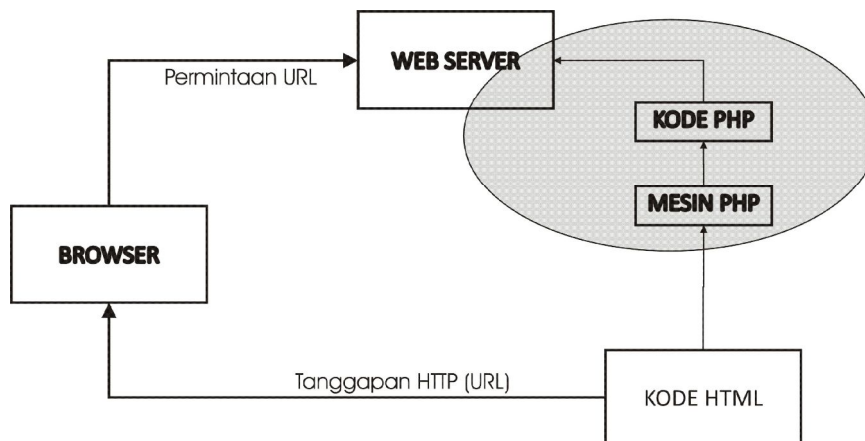 WEB SERVER
Permintaan URL
KODE PHP
MESIN PHP
BROWSER
Tanggapan HTTP (URL)
KODE HTML